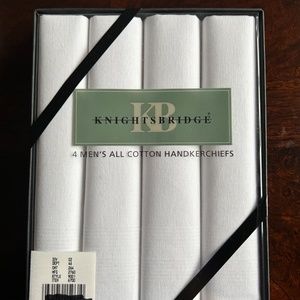 KB
KNIGHTSBRIDGE
4 MEN'S ALL COTTON HANDKERCHIEFS